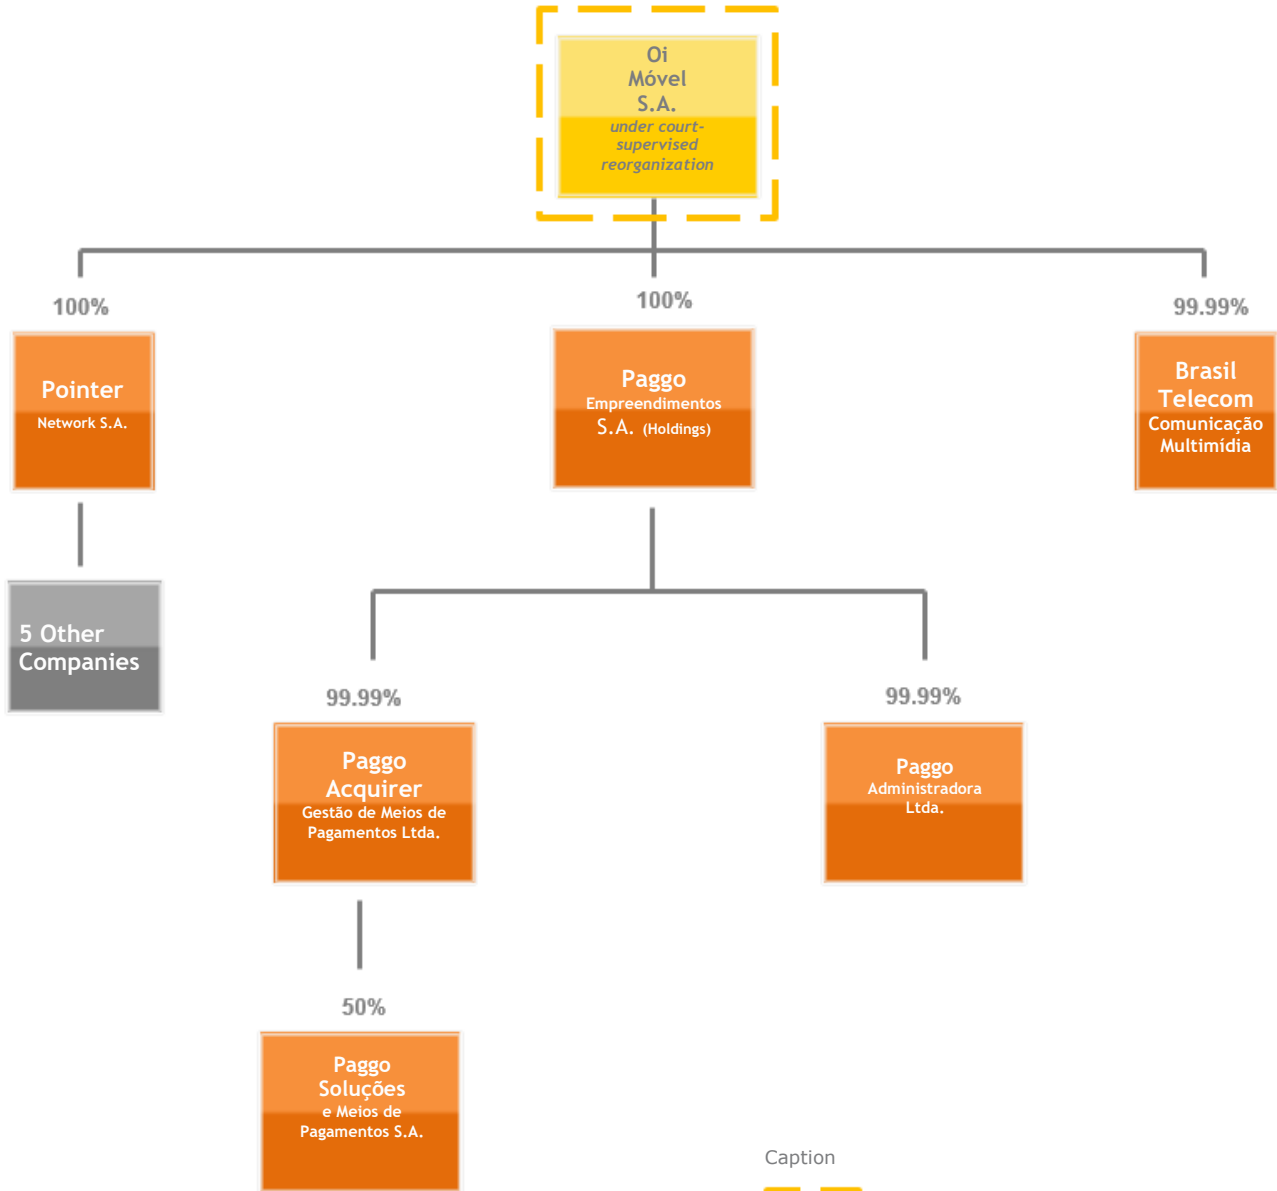 Oi
Móvel
S.A.
under court-
supervised
reorganization
100%
100%
99.99%
Pointer
Network S.A.
Paggo
Empreendimentos
S.A. (Holdings)
Brasil
Telecom
Comunicação
Multimídia
5 Other
Companies
99.99%
99.99%
Paggo
Acquirer
Gestão de Meios de
Pagamentos Ltda.
Paggo
Administradora
Ltda.
50%
Paggo
Soluções
e Meios de
Pagamentos S.A.
Caption